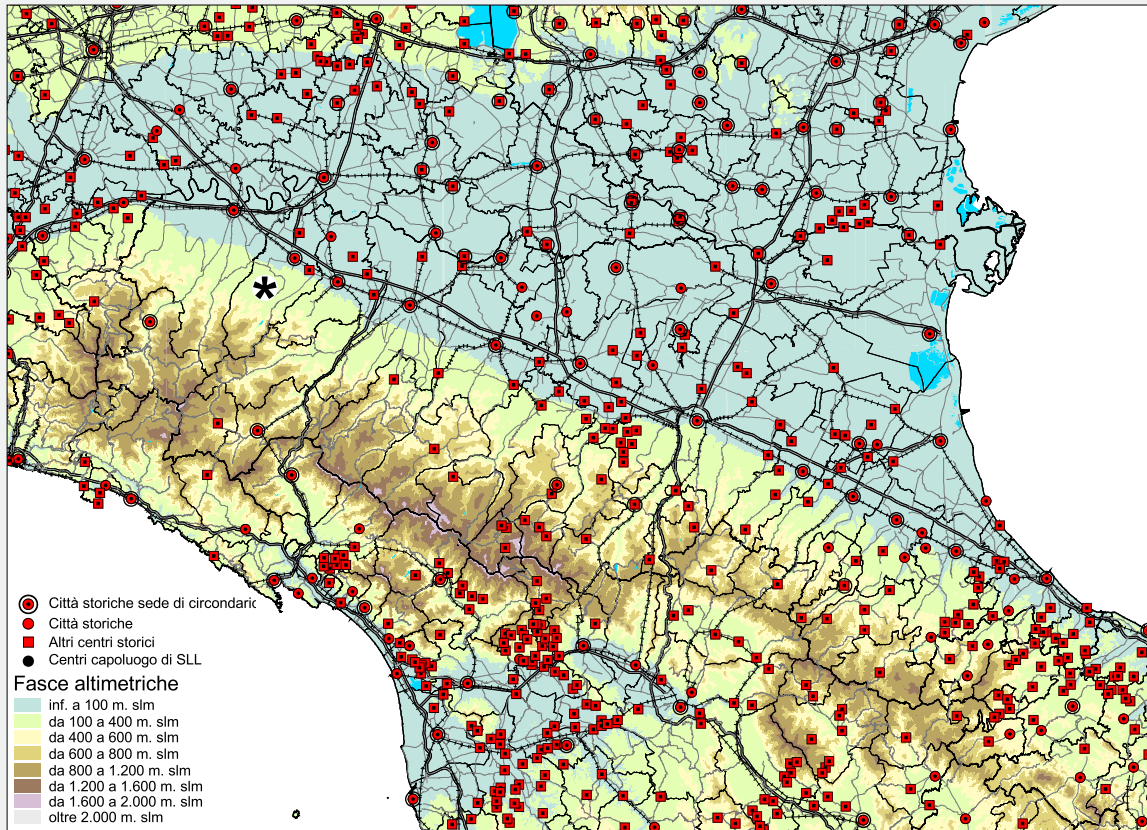 *
Città storiche sede di circondaric
Città storiche
Altri centri storici
Centri capoluogo di SLL
Fasce altimetriche
inf. a 100 m. slm
da 100 a 400 m. slm
da 400 a 600 m. slm
da 600 a 800 m. slm
da 800 a 1.200 m. slm
da 1.200 a 1.600 m. slm
da 1.600 a 2.000 m. slm
oltre 2.000 m. slm